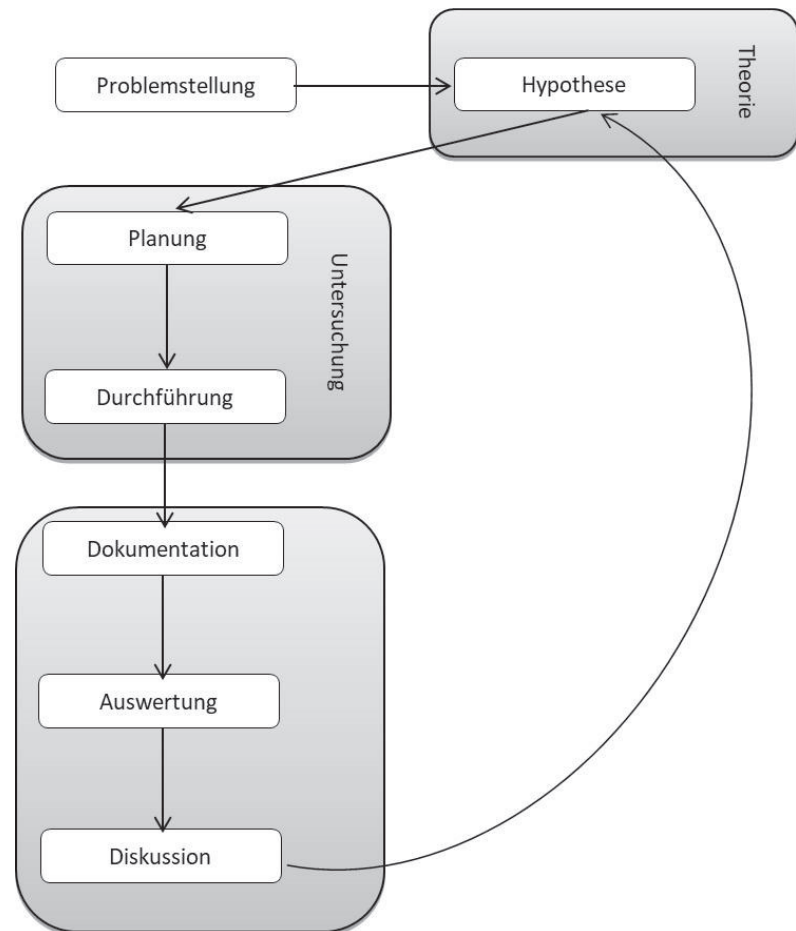 Problemstellung
Hypothese
Theorie
Planung
Untersuchung
Durchführung
Dokumentation
Auswertung
Diskussion